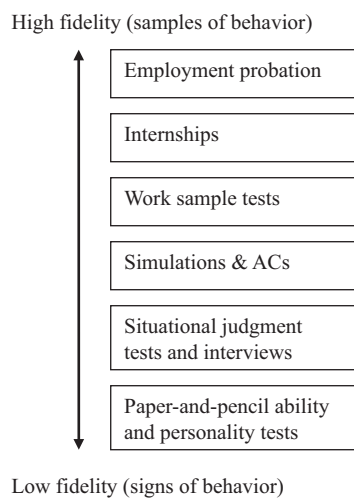 High fidelity (samples of behavior)
Employment probation
Internships
Work sample tests
Simulations & ACs
Situational judgment
tests and interviews
Paper-and-pencil ability
and personality tests
Low fidelity (signs of behavior)